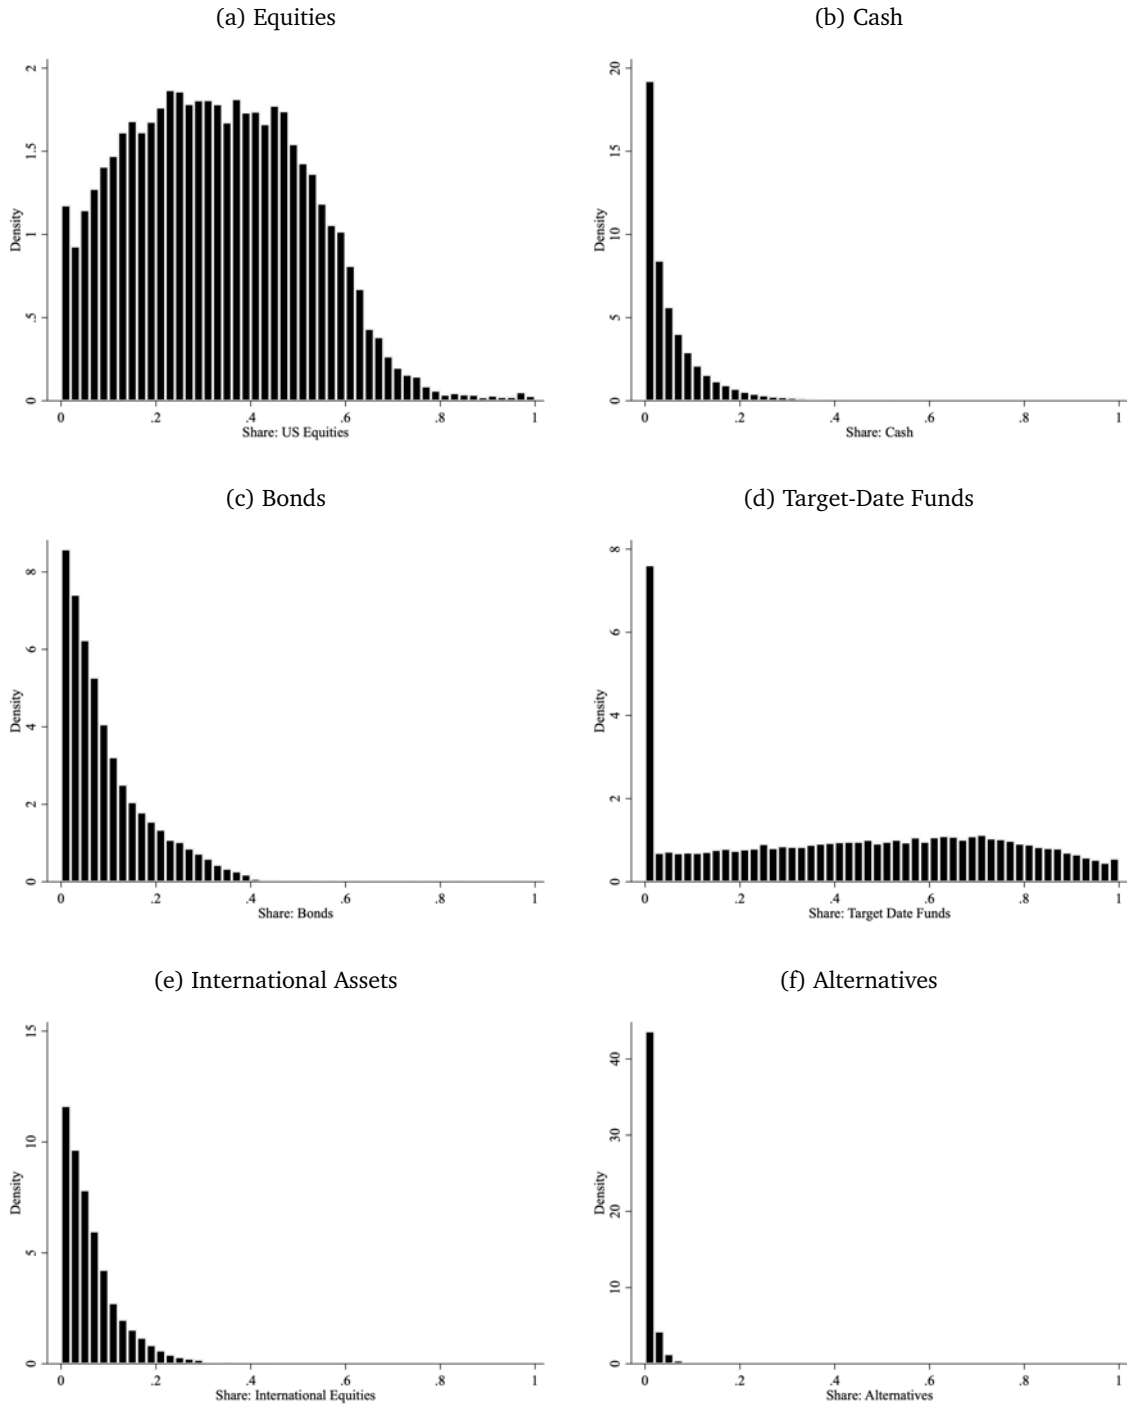 (a) Equities
2
1.5
1
.5
0
Density
0 .2 .4 .6 .8 1
Share: US Equities
(b) Cash
20
15
10
5
0
Density
0 .2 .4 .6 .8 1
Share: Cash
(c) Bonds
8
6
4
2
0
Density
0 .2 .4 .6 .8 1
Share: Bonds
(d) Target-Date Funds
8
6
4
2
0
Density
0 .2 .4 .6 .8 1
Share: Target Date Funds
(e) International Assets
15
10
5
0
Density
0 .2 .4 .6 .8 1
Share: International Equities
(f) Alternatives
40
30
20
10
0
Density
0 .2 .4 .6 .8 1
Share: Alternatives